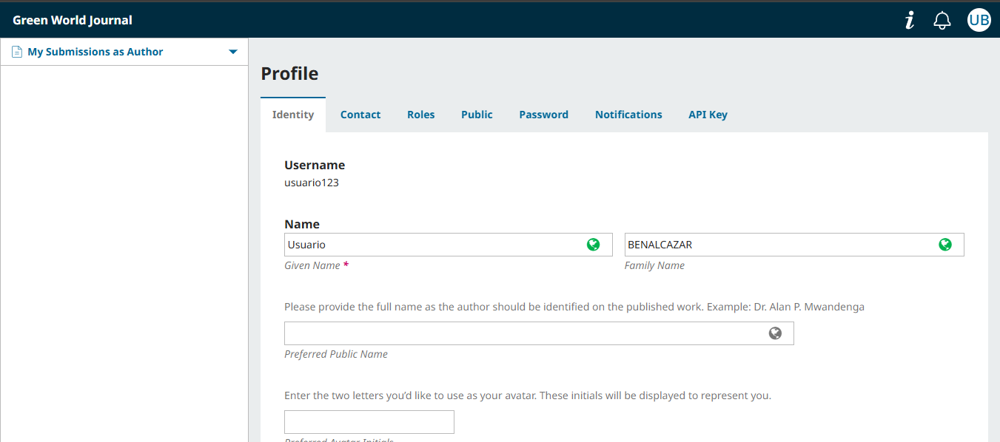 Green World Journal
i
UB
My Submissions as Author
Profile
Identity Contact Roles Public Password Notifications API Key
Username
usuario123
Name
Usuario BENALCAZAR
Given Name * Family Name
Please provide the full name as the author should be identified on the published work. Example: Dr. Alan P. Mwandenga
Preferred Public Name
Enter the two letters you’d like to use as your avatar. These initials will be displayed to represent you.
Preferred Avatar Initials